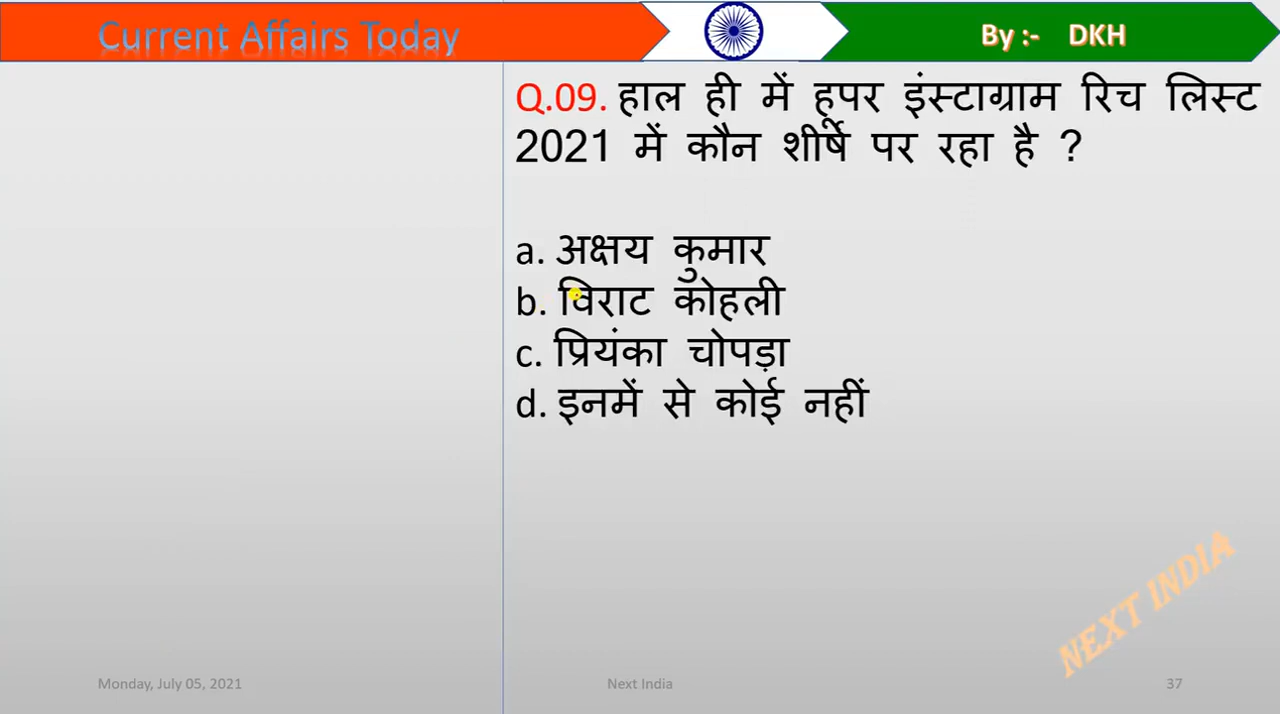 Current Affairs Today
By :- DKH
Q.09. हाल ही में हूपर इंस्टाग्राम रिच लिस्ट
2021 में कौन शीर्ष पर रहा है ?
a. अक्षय कुमार
b. विराट कोहली
c. प्रियंका चोपड़ा
d. इनमें से कोई नहीं
NEXT INDIA
Monday, July 05, 2021
Next India
37